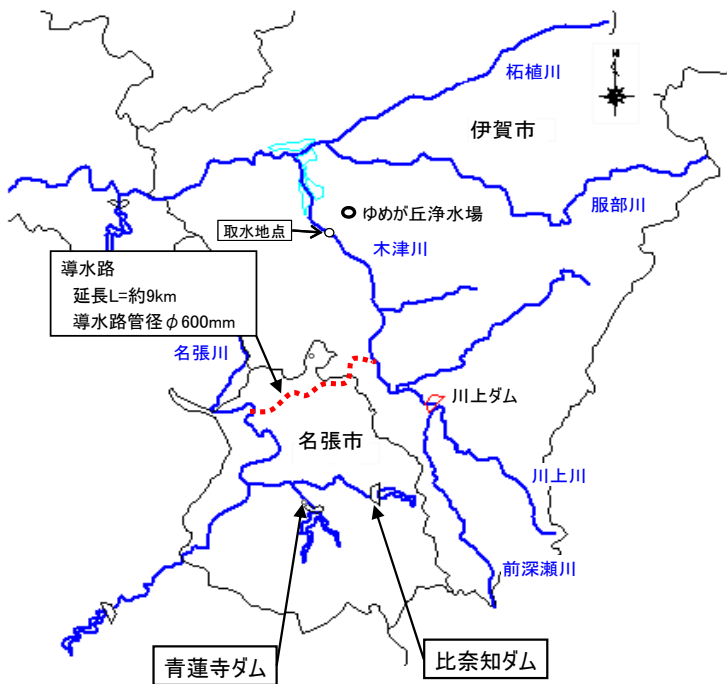 柘植川
伊賀市
服部川
ゆめが丘浄水場
取水地点
木津川
導水路
延長L=約9km
導水路管径φ600mm
名張川
川上ダム
名張市
川上川
前深瀬川
青蓮寺ダム
比奈知ダム